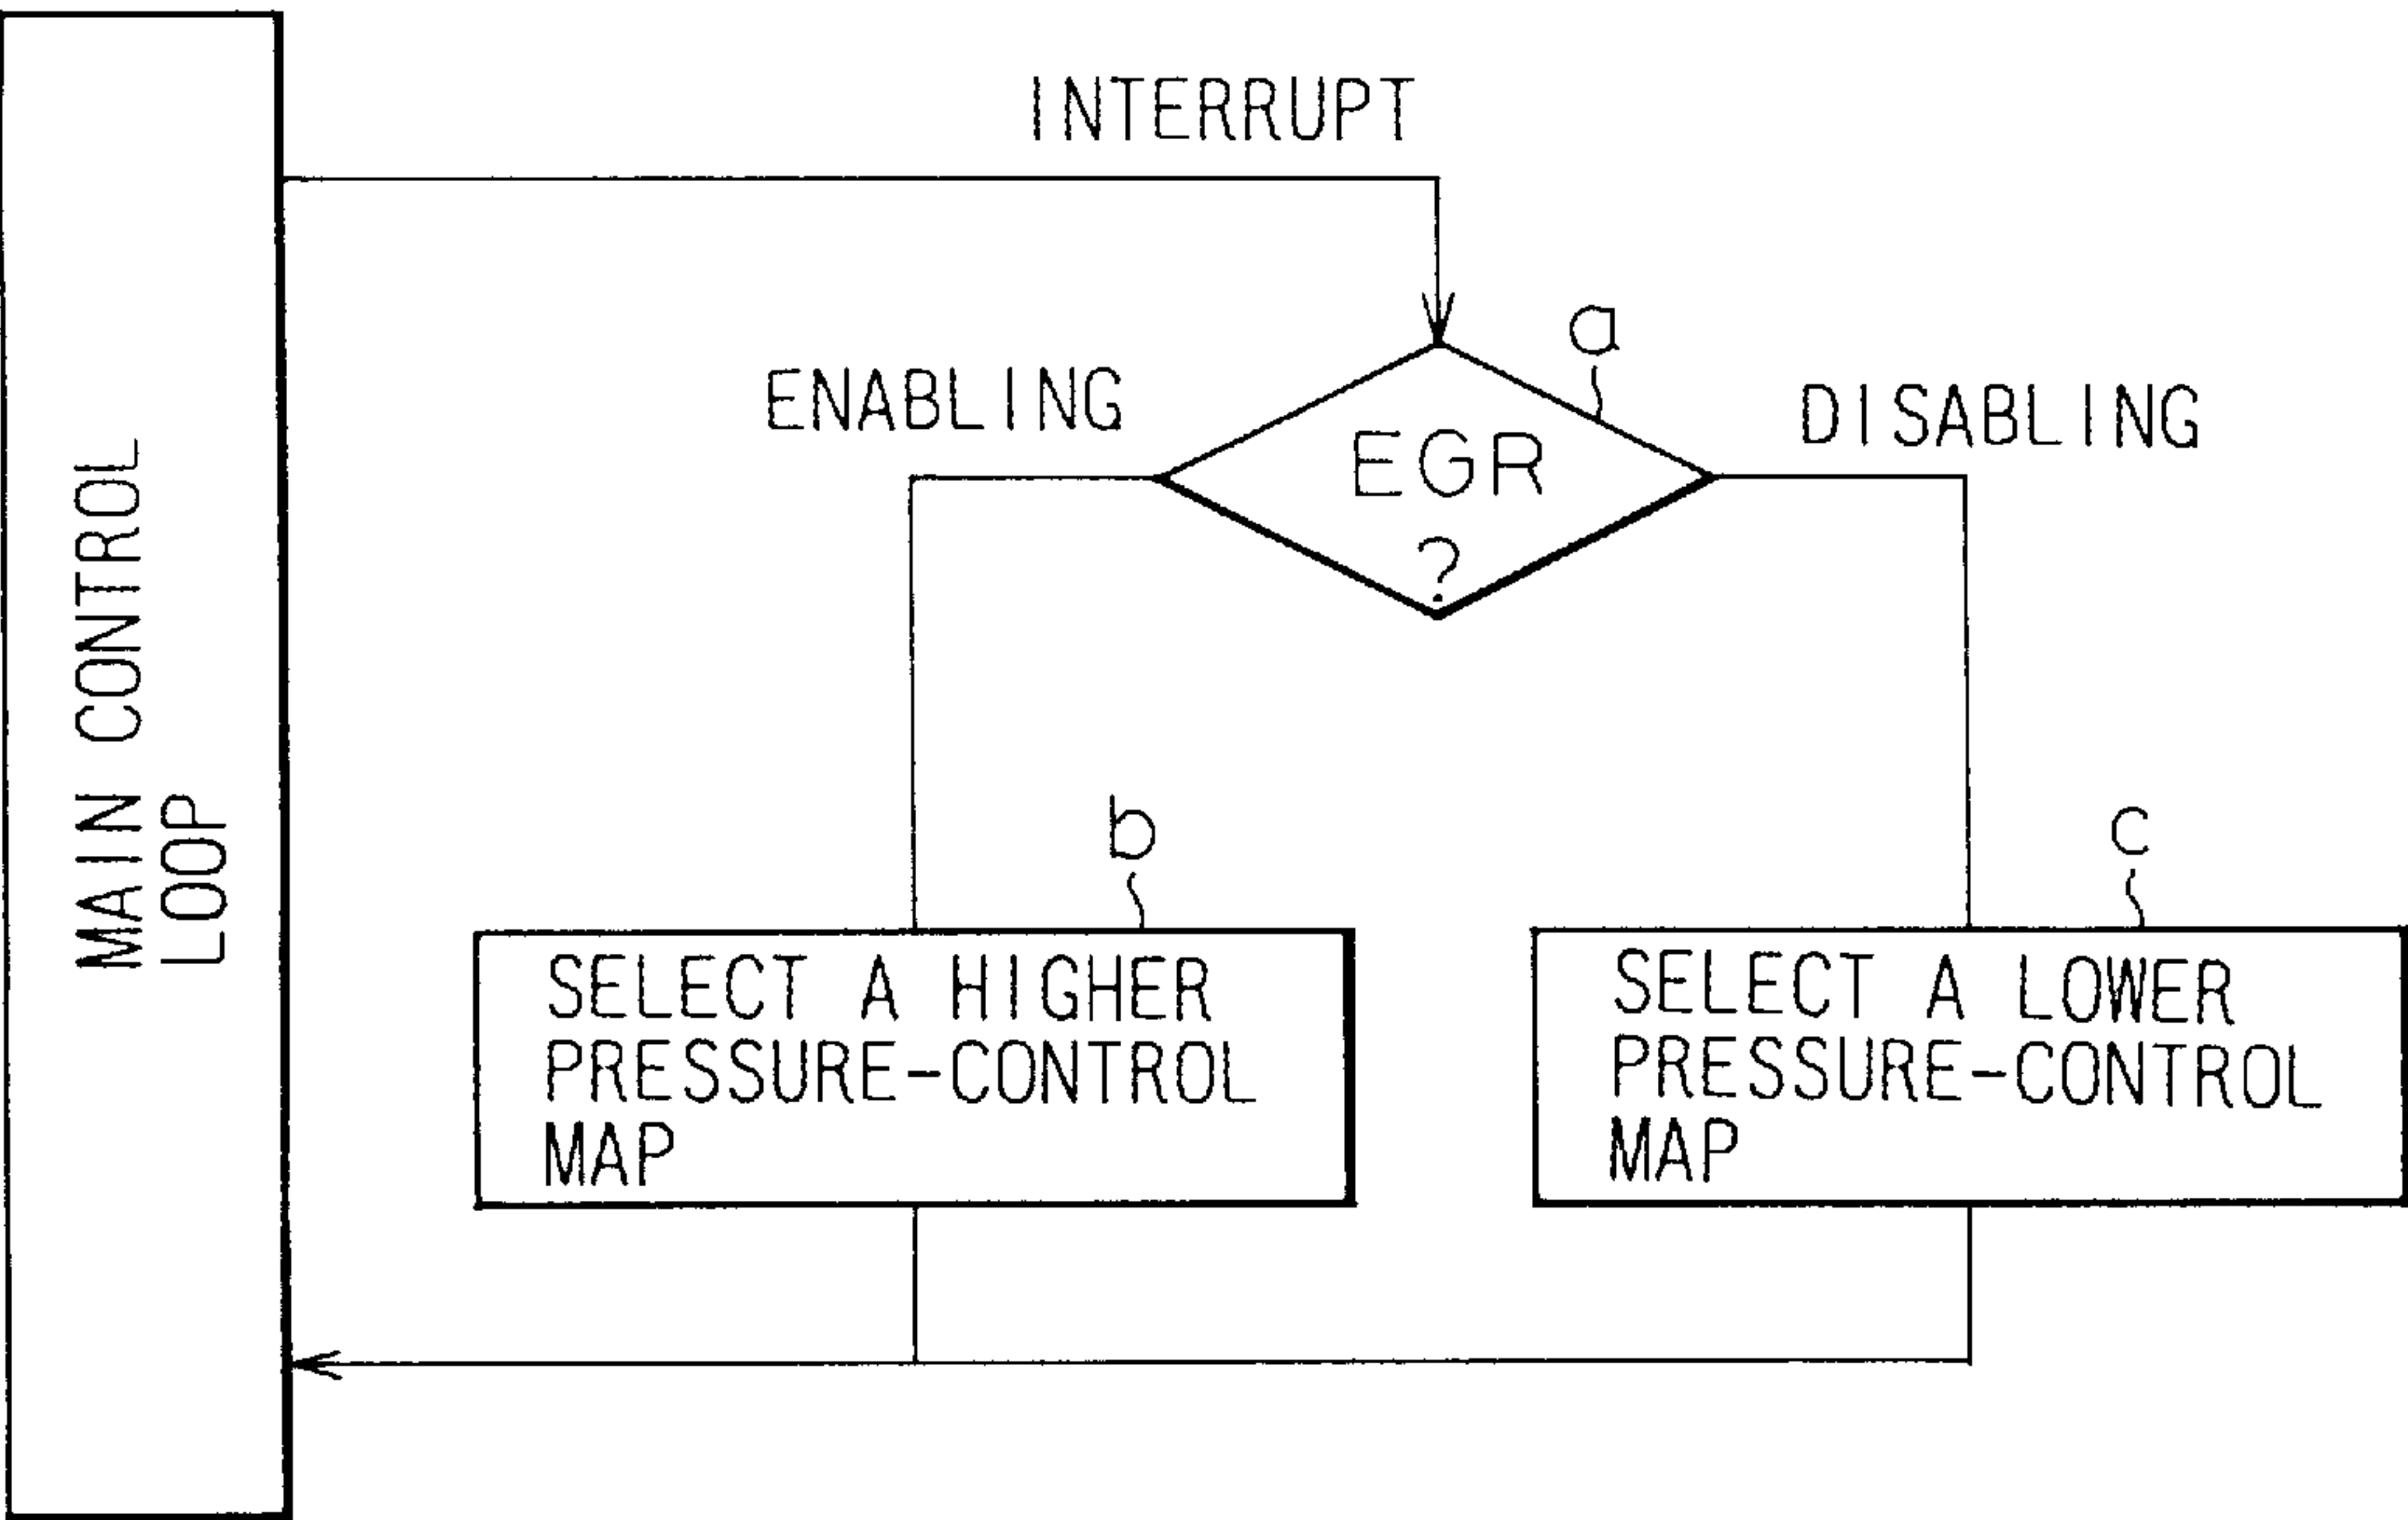 MAIN CONTROL
LOOP
INTERRUPT
a
ENABLING
DISABLING
EGR
?
b
c
SELECT A HIGHER
PRESSURE-CONTROL
MAP
SELECT A LOWER
PRESSURE-CONTROL
MAP